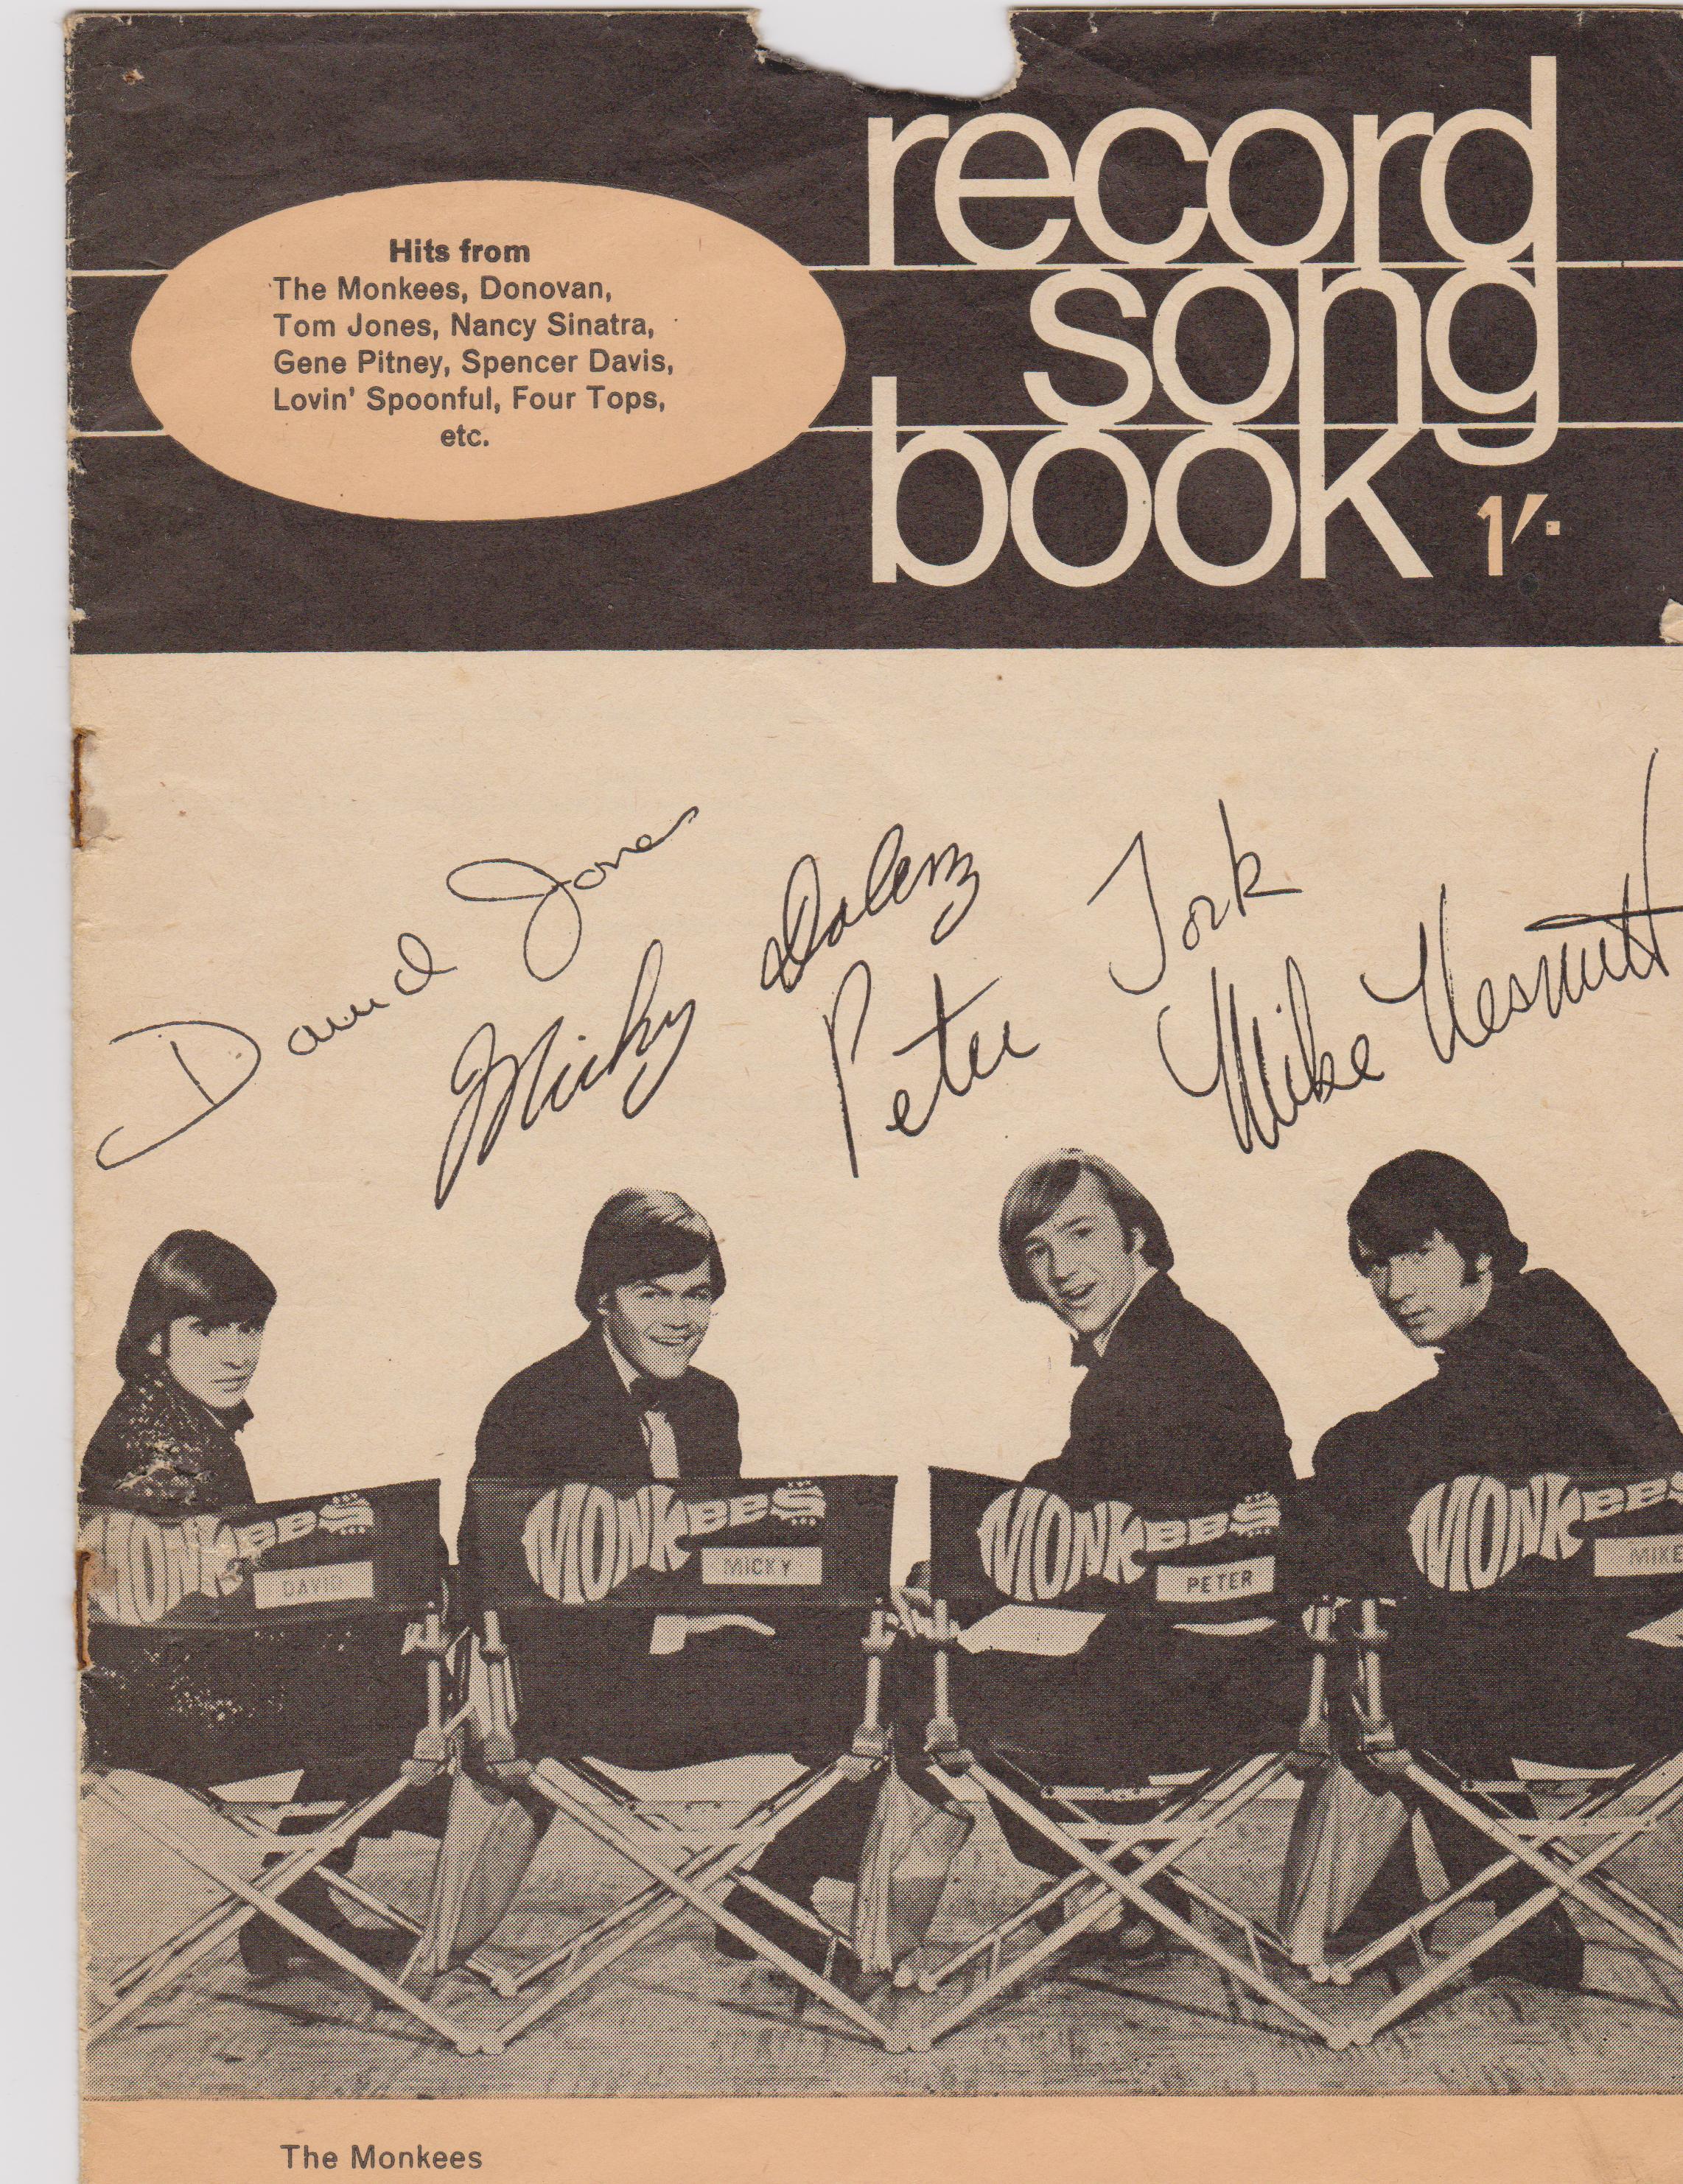 record
song
book
1/-
Hits from
The Monkees, Donovan,
Tom Jones, Nancy Sinatra,
Gene Pitney, Spencer Davis,
Lovin' Spoonful, Four Tops,
etc.
David Jones
Micky Dolenz
Peter Tork
Mike Nesmith
MONKEES
DAVID
MONKEES
MICKY
MONKEES
PETER
MONKEES
MIKE
The Monkees